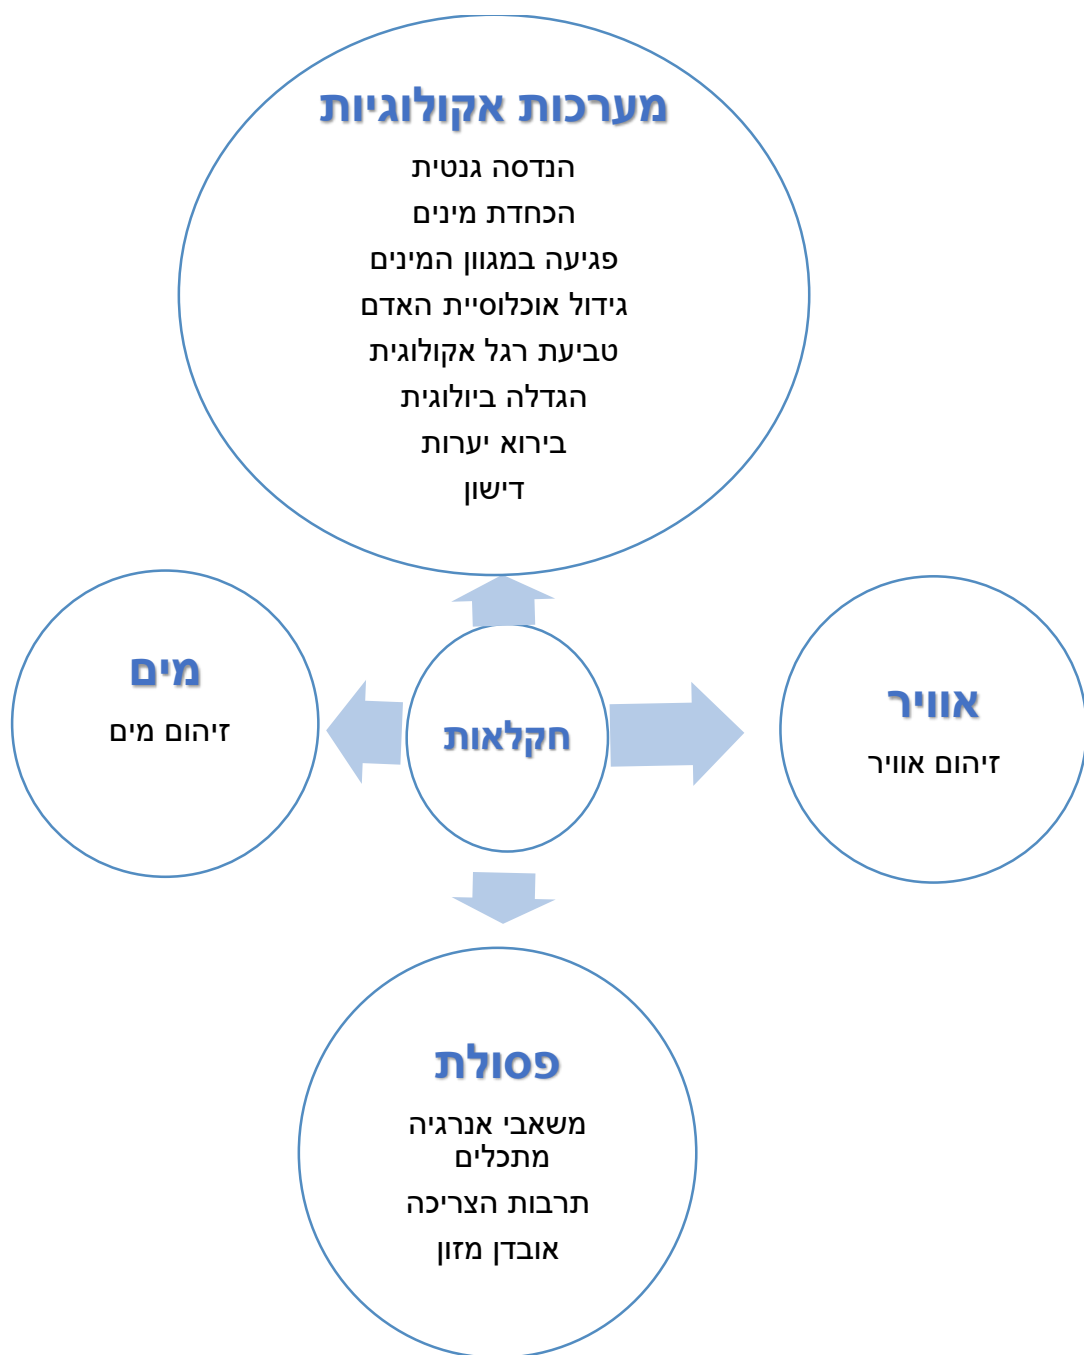 מערכות אקולוגיות
הנדסה גנטית
הכחדת מינים
פגיעה במגוון המינים
גידול אוכלוסיית האדם
טביעת רגל אקולוגית
הגדלה ביולוגית
בירוא יערות
דישון
אוויר
זיהום אוויר
חקלאות
מים
זיהום מים
פסולת
משאבי אנרגיה
מתכלים
תרבות הצריכה
אובדן מזון